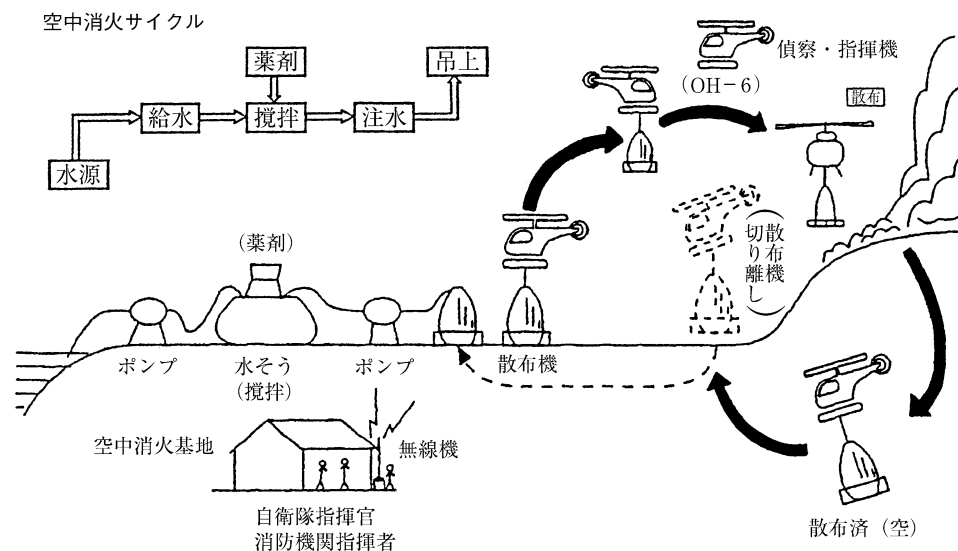 空中消火サイクル
薬剤
吊上
給水
攪拌
注水
水源
偵察・指揮機
(OH-6)
散布
(散布機切り離し)
(薬剤)
ポンプ
水そう
(攪拌)
ポンプ
散布機
空中消火基地
無線機
自衛隊指揮官
消防機関指揮者
散布済(空)